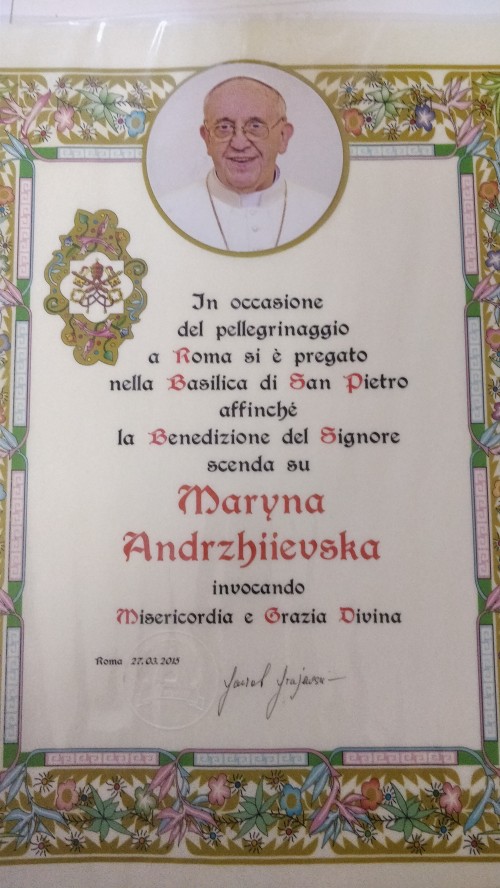 In occasione
del pellegrinaggio
a Roma si è pregato
nella Basilica di San Pietro
affinché
la Benedizione del Signore
scenda su
Maryna
Andrzhiievska
invocando
Misericordia e Grazia Divina
Roma 27.03.2015